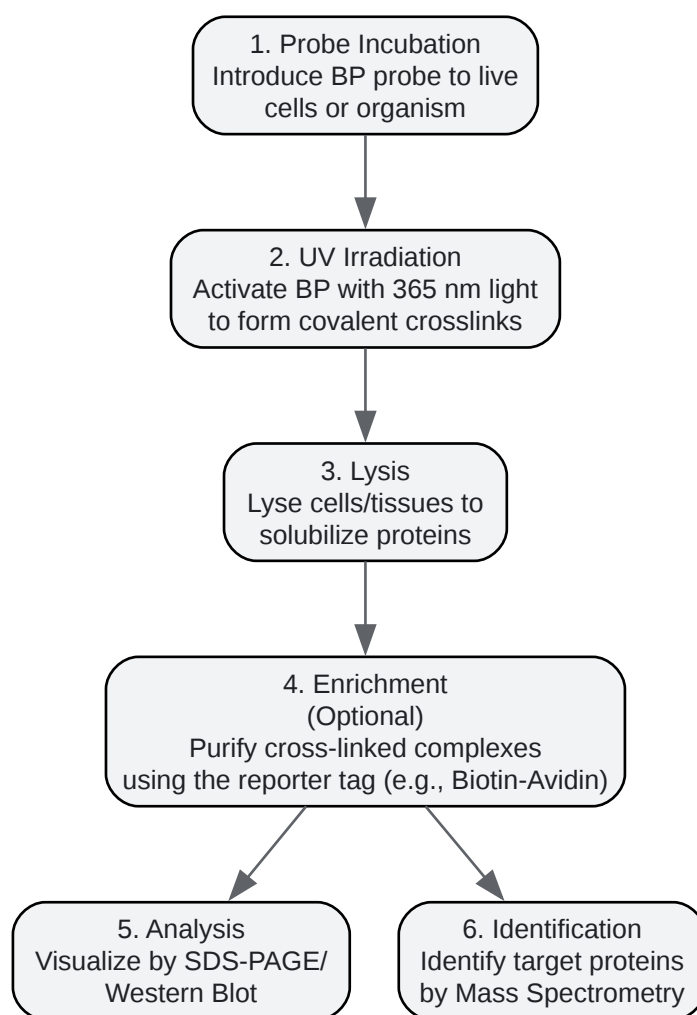 1. Probe Incubation
Introduce BP probe to live
cells or organism
2. UV Irradiation
Activate BP with 365 nm light
to form covalent crosslinks
3. Lysis
Lyse cells/tissues to
solubilize proteins
4. Enrichment
(Optional)
Purify cross-linked complexes
using the reporter tag (e.g., Biotin-Avidin)
5. Analysis
Visualize by SDS-PAGE/
Western Blot
6. Identification
Identify target proteins
by Mass Spectrometry